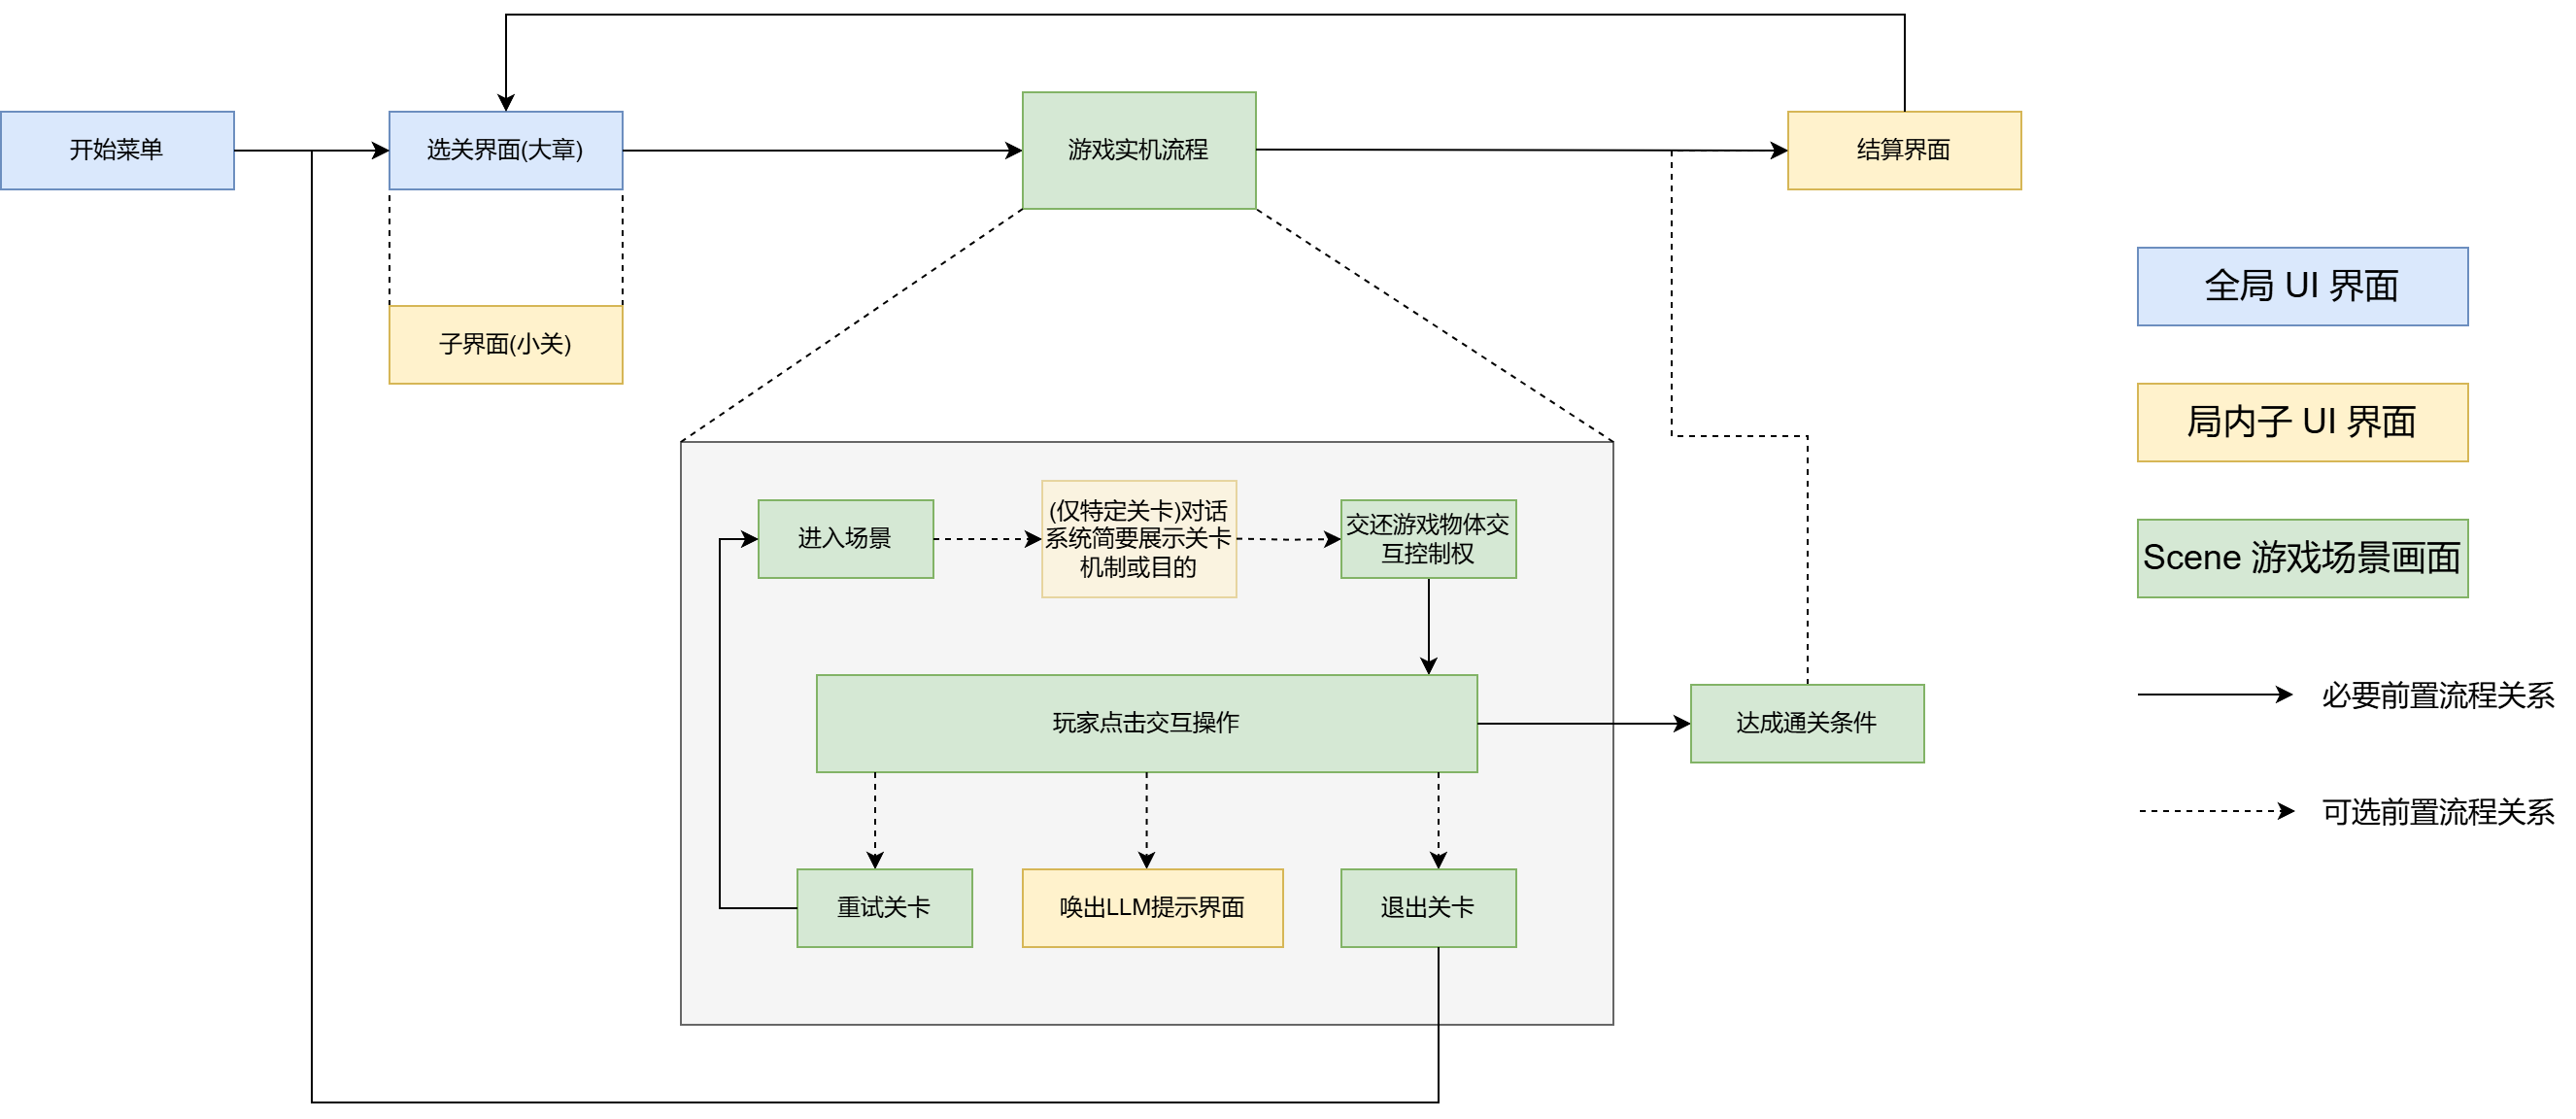 开始菜单
选关界面(大章)
游戏实机流程
结算界面
子界面(小关)
全局 UI 界面
局内子 UI 界面
Scene 游戏场景画面
必要前置流程关系
可选前置流程关系
进入场景
(仅特定关卡)对话
系统简要展示关卡
机制或目的
交还游戏物体交
互控制权
玩家点击交互操作
达成通关条件
重试关卡
唤出LLM提示界面
退出关卡